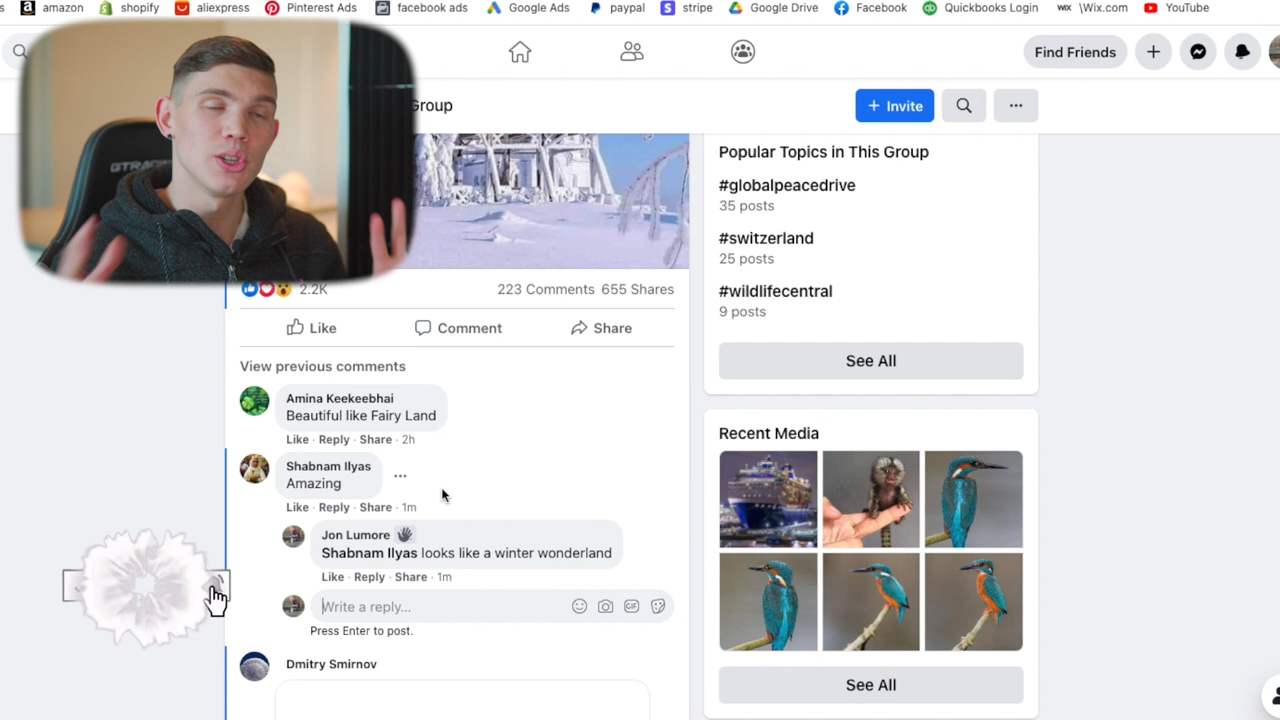 amazon
shopify
aliexpress
Pinterest Ads
facebook ads
Google Ads
paypal
stripe
Google Drive
Facebook
Quickbooks Login
WiX \Wix.com
YouTube
Find Friends
Group
+ Invite
GTRACING
Popular Topics in This Group
#globalpeacedrive
35 posts
#switzerland
25 posts
#wildlifecentral
9 posts
See All
2.2K 223 Comments 655 Shares
Like Comment Share
View previous comments
Amina Keekeebhai
Beautiful like Fairy Land
Like · Reply · Share · 2h
Shabnam Ilyas
Amazing
Like · Reply · Share · 1m
Jon Lumore
Shabnam Ilyas looks like a winter wonderland
Like · Reply · Share · 1m
Write a reply...
GIF
Press Enter to post.
Dmitry Smirnov
Recent Media
See All